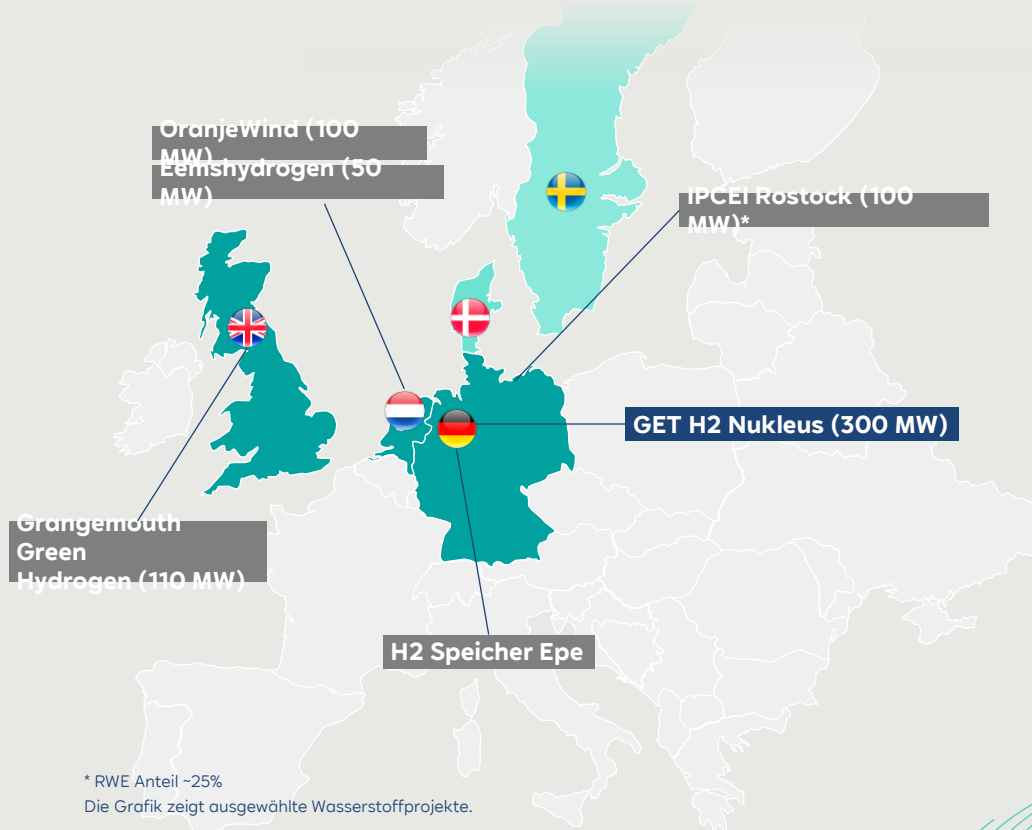 OranjeWind (100
MW)
Eemshydrogen (50
MW)
IPCEI Rostock (100
MW)*
GET H2 Nukleus (300 MW)
Grangemouth
Green
Hydrogen (110 MW)
H2 Speicher Epe
* RWE Anteil ~25%
Die Grafik zeigt ausgewählte Wasserstoffprojekte.